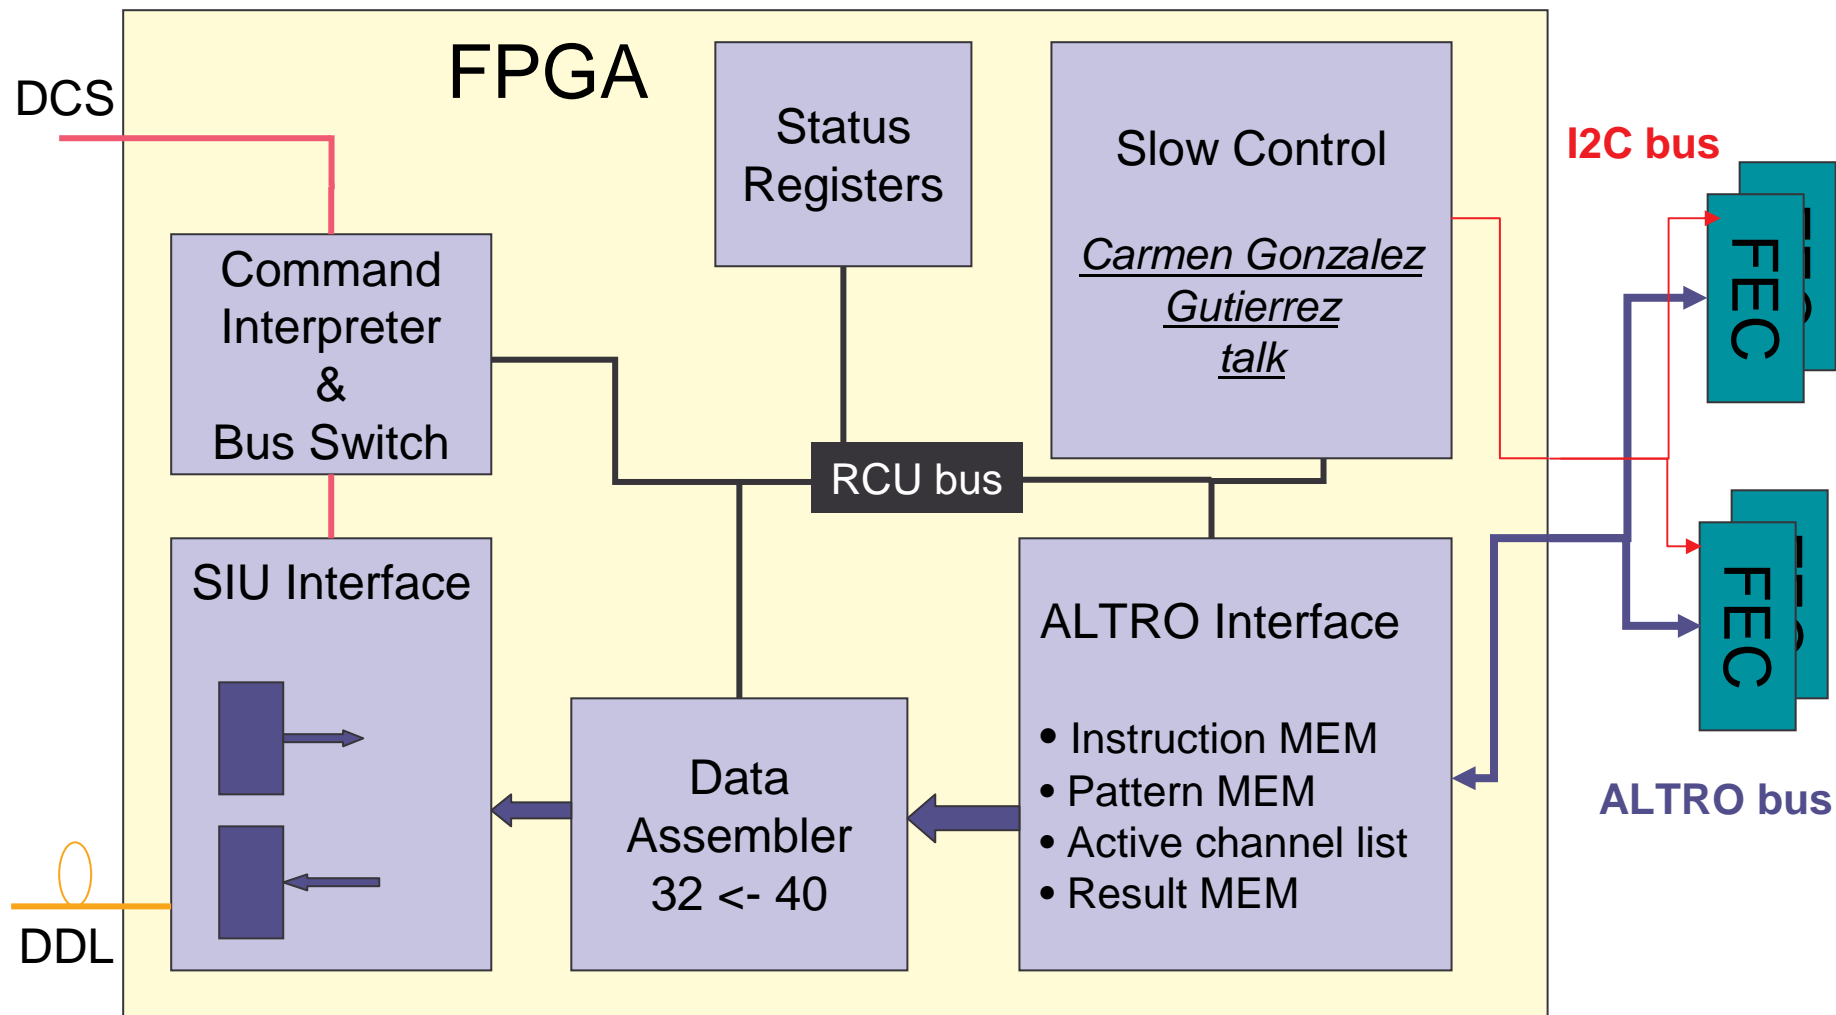 FPGA
DCS
Status
Registers
Slow Control
Carmen Gonzalez
Gutierrez
talk
I2C bus
FEC
Command
Interpreter
&
Bus Switch
RCU bus
SIU Interface
ALTRO Interface
• Instruction MEM
• Pattern MEM
• Active channel list
• Result MEM
FEC
Data
Assembler
32 <- 40
ALTRO bus
DDL